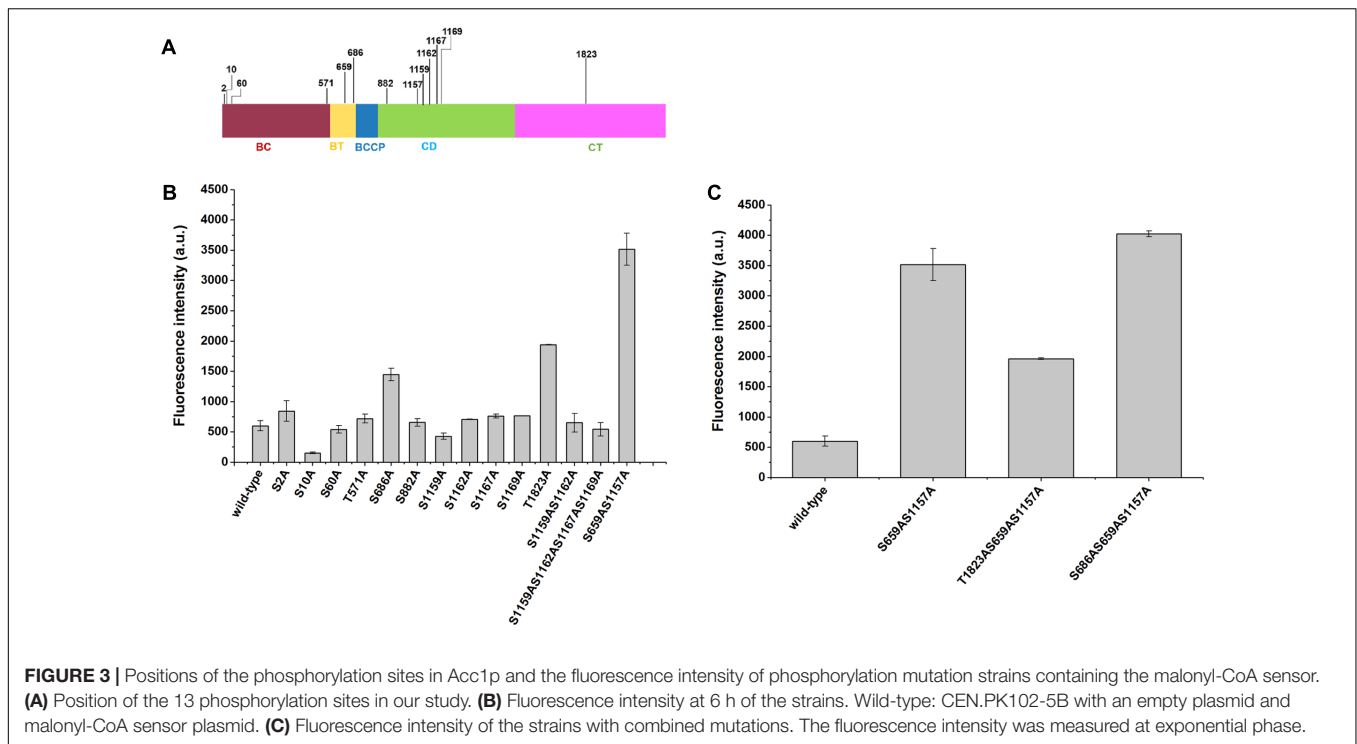 A
2
10
60
571
659
686
882
1157
1159
1162
1167
1169
1823
BC
BT
BCCP
CD
CT
B
Fluorescence intensity (a.u.)
4500
4000
3500
3000
2500
2000
1500
1000
500
0
wild-type
S2A
S10A
S60A
T571A
S686A
S882A
S1159A
S1162A
S1167A
S1169A
T1823A
S1159AS1162A
S1159AS1162AS1167AS1169A
S659AS1157A
C
Fluorescence intensity (a.u.)
4500
4000
3500
3000
2500
2000
1500
1000
500
0
wild-type
S659AS1157A
T1823AS659AS1157A
S686AS659AS1157A
FIGURE 3 | Positions of the phosphorylation sites in Acc1p and the fluorescence intensity of phosphorylation mutation strains containing the malonyl-CoA sensor.
(A) Position of the 13 phosphorylation sites in our study. (B) Fluorescence intensity at 6 h of the strains. Wild-type: CEN.PK102-5B with an empty plasmid and
malonyl-CoA sensor plasmid. (C) Fluorescence intensity of the strains with combined mutations. The fluorescence intensity was measured at exponential phase.